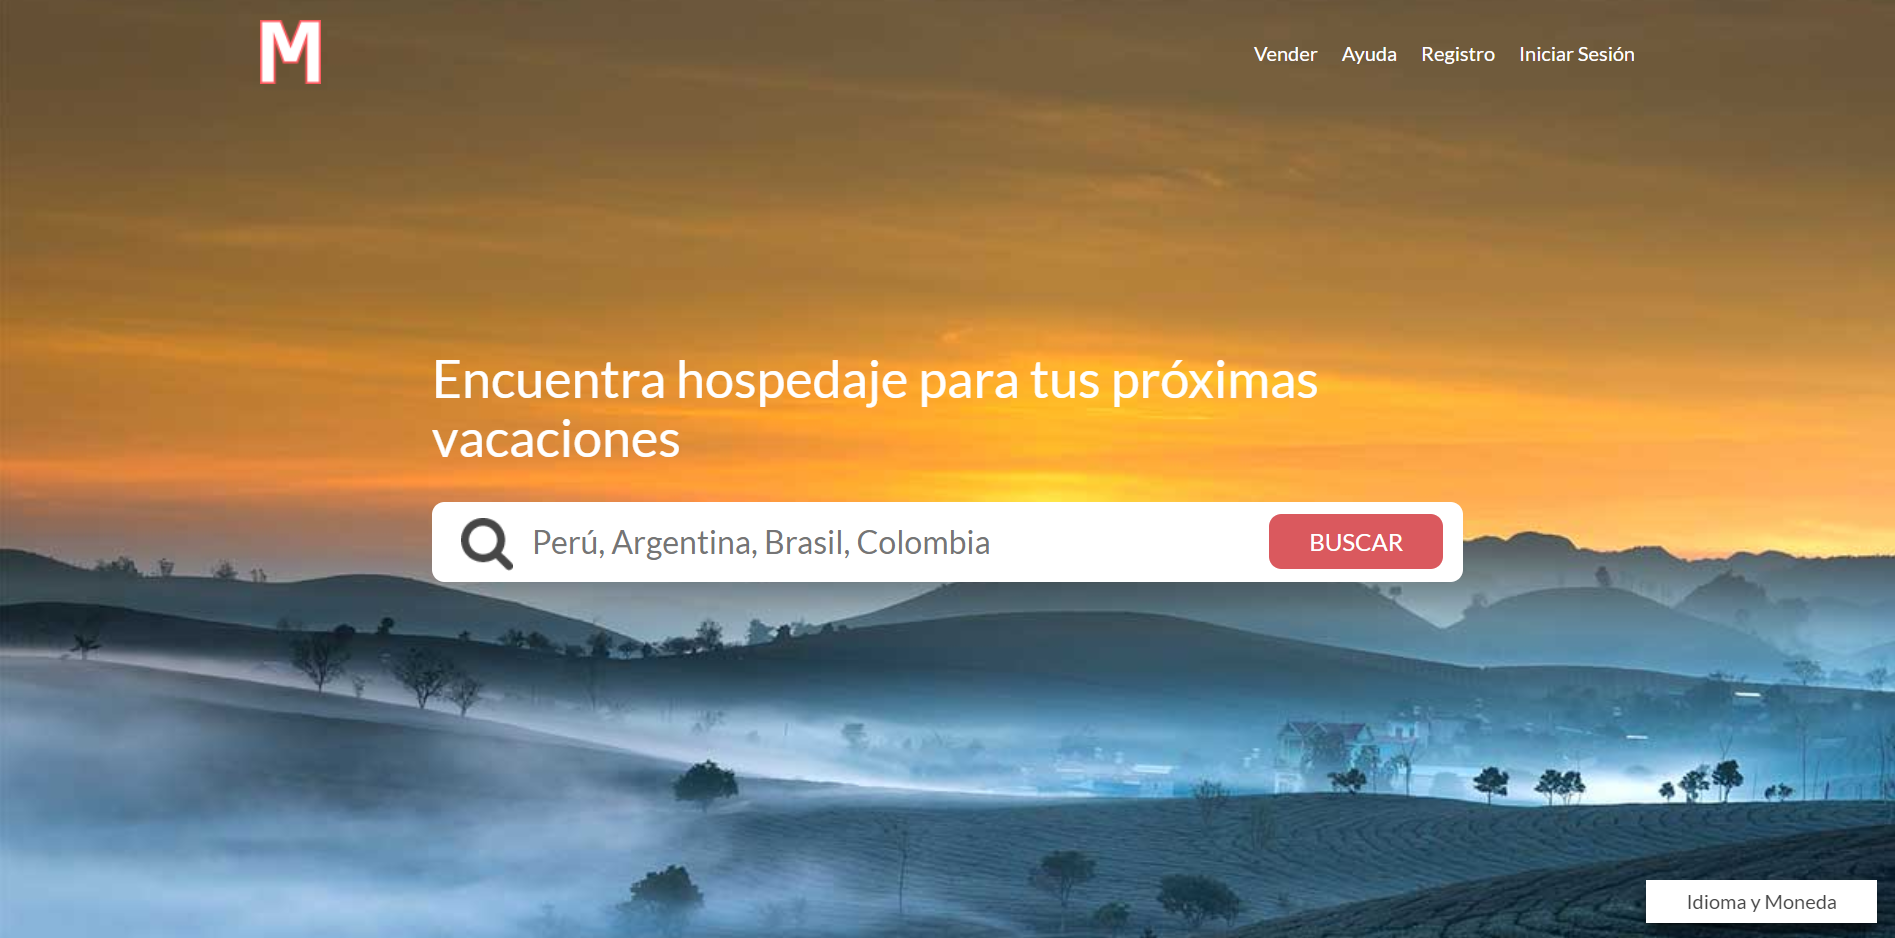 M
Vender Ayuda Registro Iniciar Sesión
Encuentra hospedaje para tus próximas
vacaciones
Perú, Argentina, Brasil, Colombia
BUSCAR
Idioma y Moneda